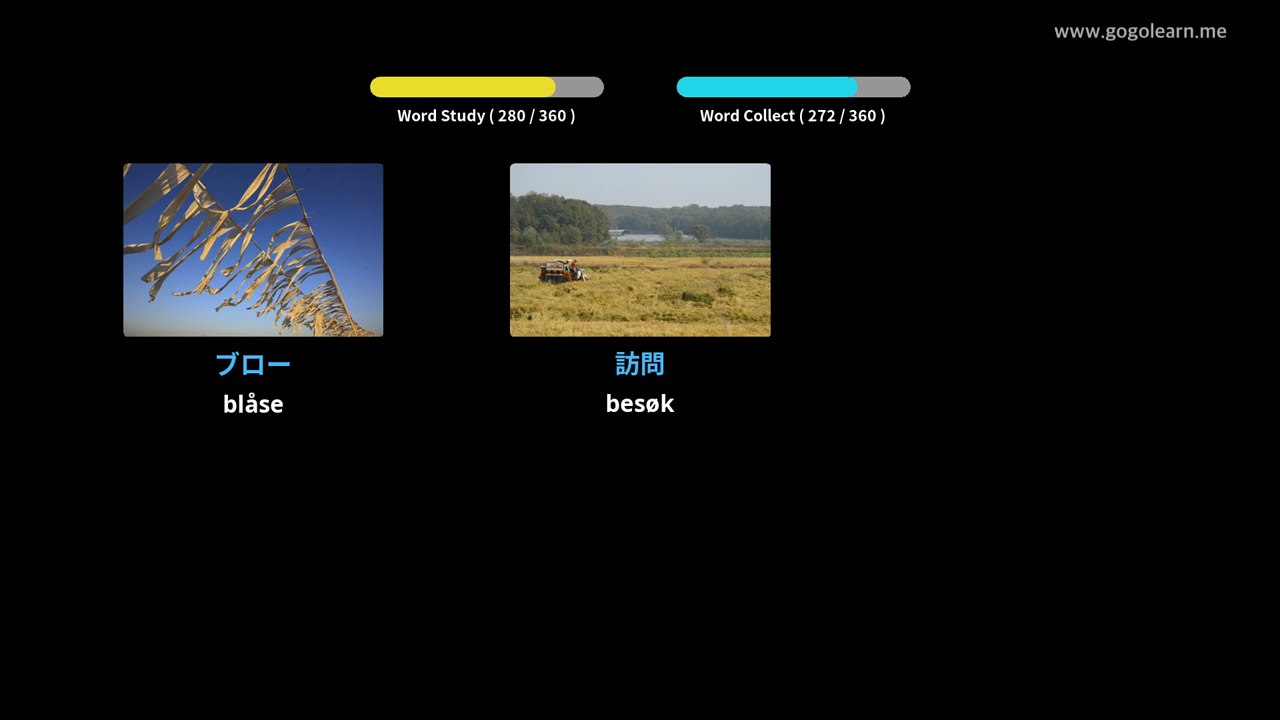 www.gogolearn.me
Word Study ( 280 / 360 )
Word Collect ( 272 / 360 )
ブロー
訪問
blåse
besøk